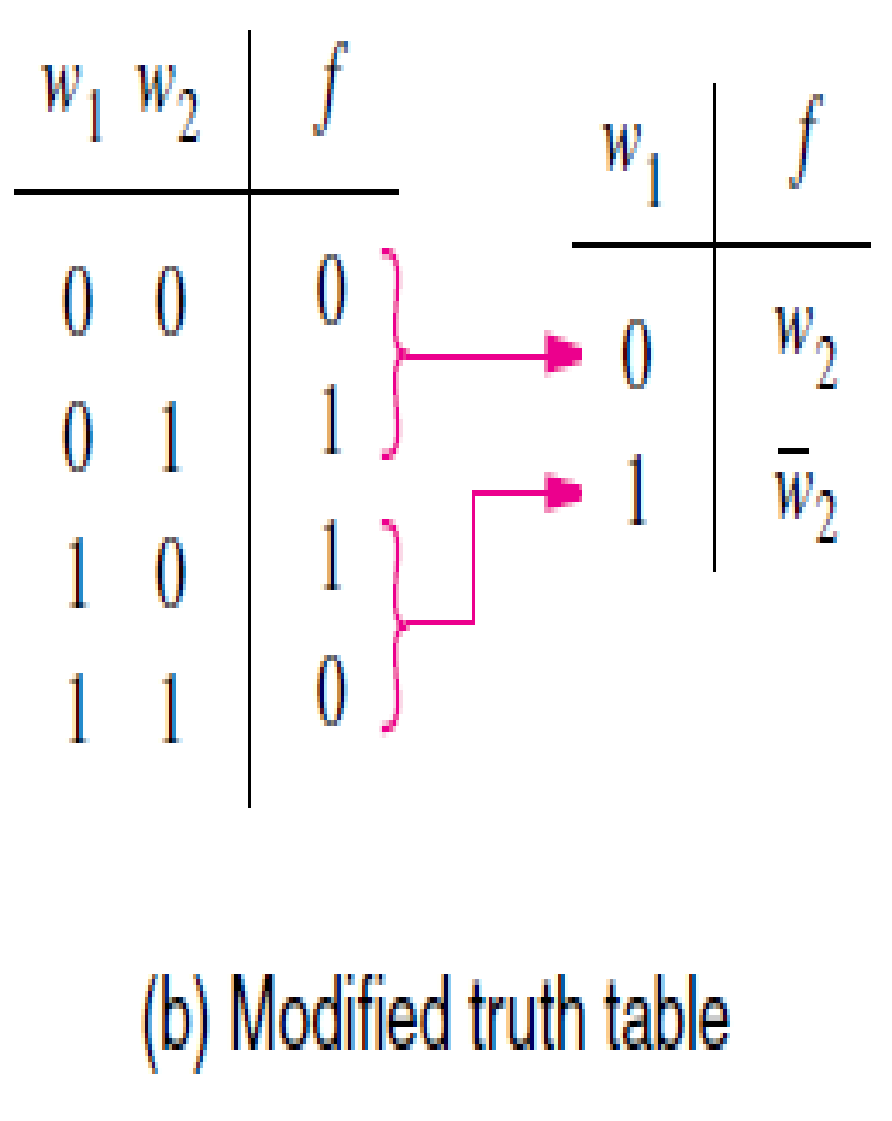 w1 w2 f
0 0 0
0 1 1
1 0 1
1 1 0
w1 f
0 w2
1 w̅2
(b) Modified truth table